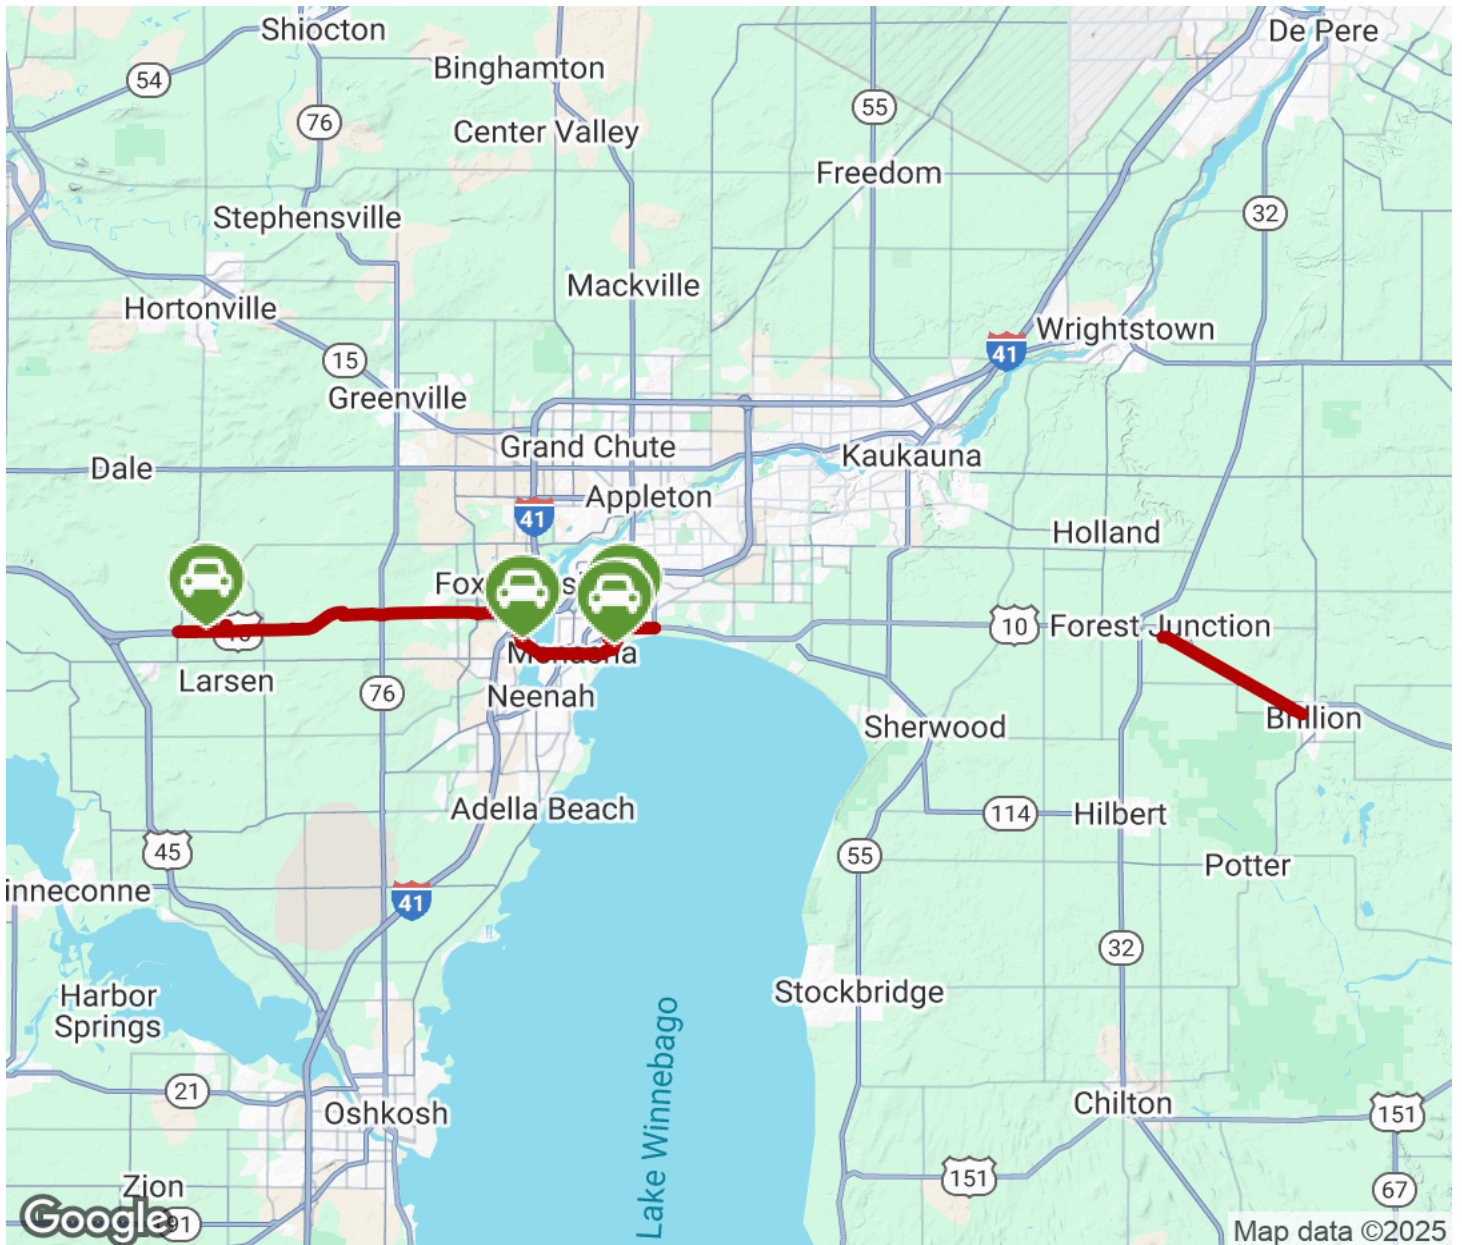 Shiocton
De Pere
Binghamton
54
55
76
Center Valley
Freedom
Stephensville
32
Mackville
Hortonville
Wrightstown
41
15
Greenville
Grand Chute
Kaukauna
Dale
Appleton
41
Holland
Fox
10
Forest Junction
Menasha
Larsen
76
Neenah
Brillion
Sherwood
Adella Beach
114
Hilbert
45
55
Potter
inneconne
41
32
Harbor
Springs
Stockbridge
Lake Winnebago
21
Oshkosh
Chilton
151
151
Zion
67
Google
91
Map data ©2025